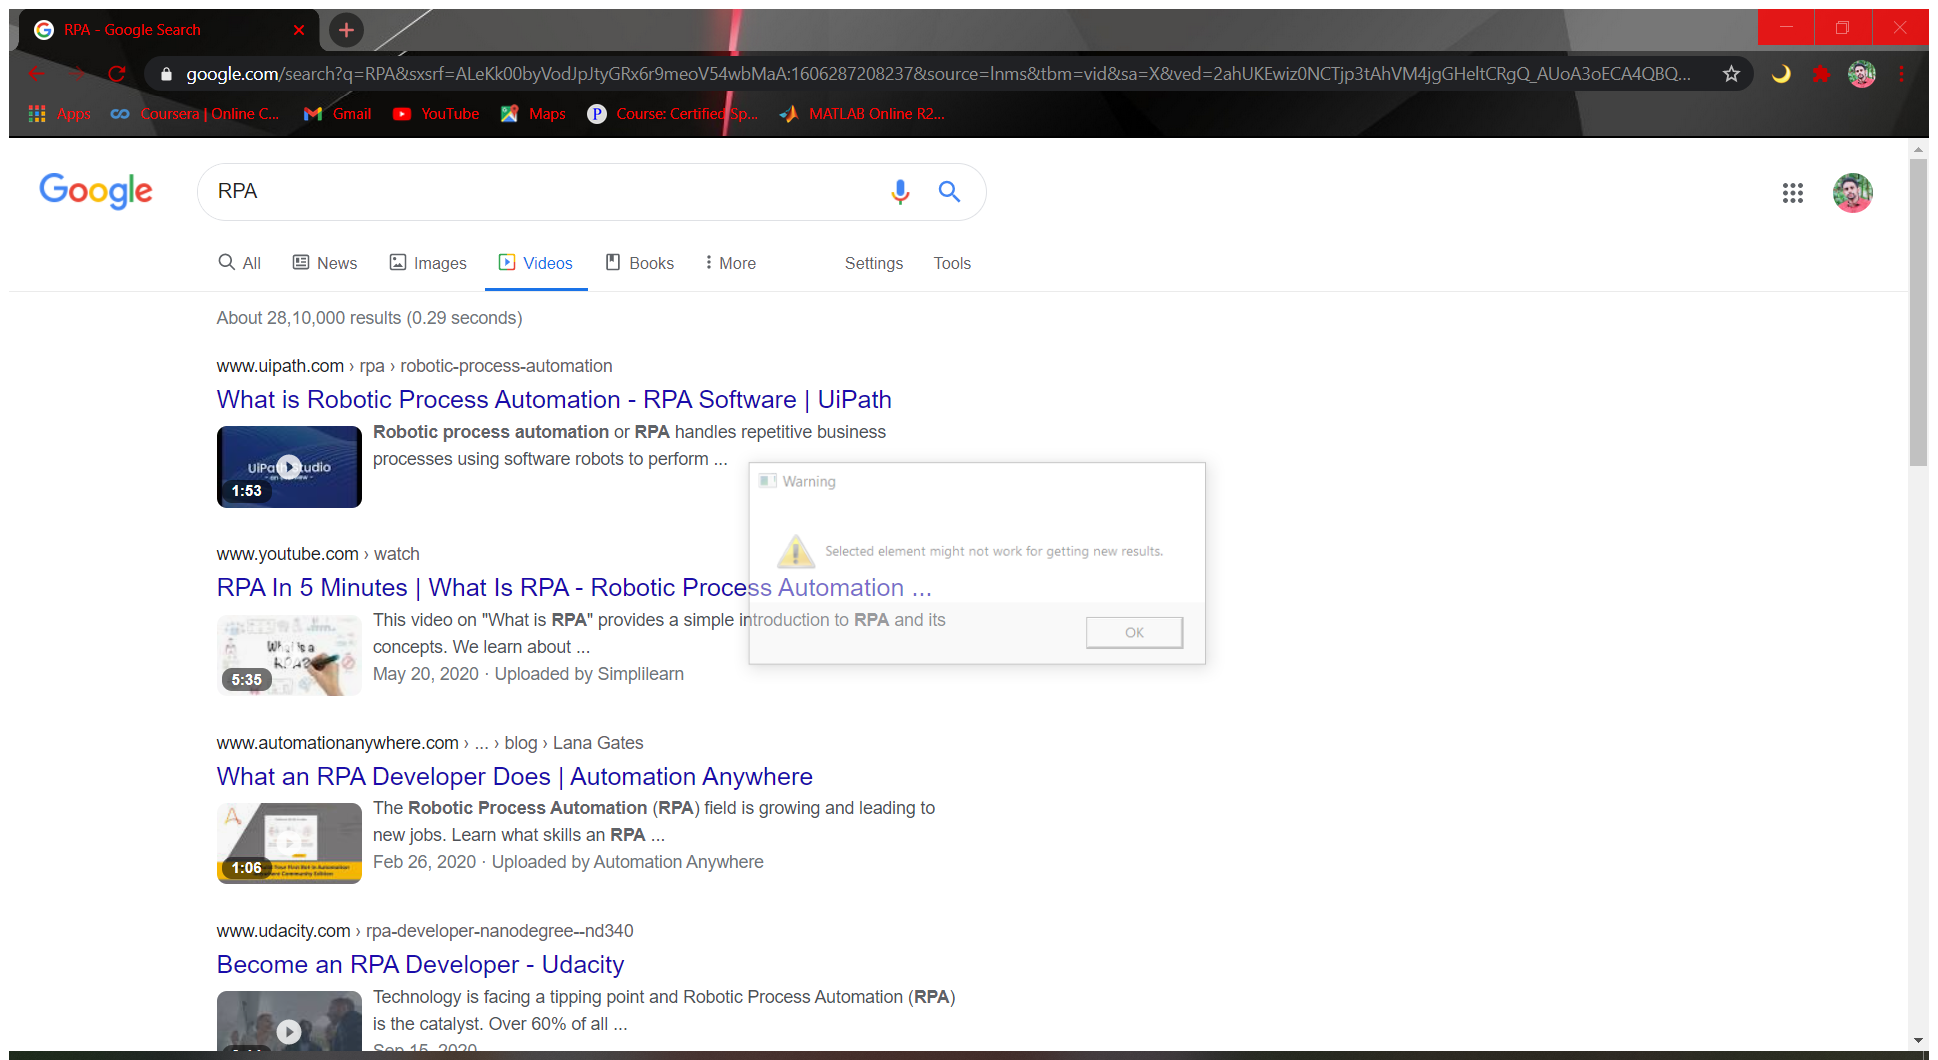 RPA - Google Search
google.com/search?q=RPA&sxsrf=ALeKk00byVodJpJtyGRx6r9meoV54wbMaA:1606287208237&source=lnms&tbm=vid&sa=X&ved=2ahUKEwiz0NCTjp3tAhVM4jgGHeltCRgQ_AUoA3oECA4QBQ...
Apps Coursera | Online C... Gmail YouTube Maps Course: Certified Sp... MATLAB Online R2...
Google RPA
All News Images Videos Books More Settings Tools
About 28,10,000 results (0.29 seconds)
www.uipath.com › rpa › robotic-process-automation
What is Robotic Process Automation - RPA Software | UiPath
Robotic process automation or RPA handles repetitive business
processes using software robots to perform ...
UiPath Studio
- an overview -
1:53
Warning
Selected element might not work for getting new results.
OK
www.youtube.com › watch
RPA In 5 Minutes | What Is RPA - Robotic Process Automation ...
This video on "What is RPA" provides a simple introduction to RPA and its
concepts. We learn about ...
May 20, 2020 · Uploaded by Simplilearn
What is a
RPA?
5:35
www.automationanywhere.com › ... › blog › Lana Gates
What an RPA Developer Does | Automation Anywhere
The Robotic Process Automation (RPA) field is growing and leading to
new jobs. Learn what skills an RPA ...
Feb 26, 2020 · Uploaded by Automation Anywhere
1:06
www.udacity.com › rpa-developer-nanodegree--nd340
Become an RPA Developer - Udacity
Technology is facing a tipping point and Robotic Process Automation (RPA)
is the catalyst. Over 60% of all ...
Sep 15, 2020